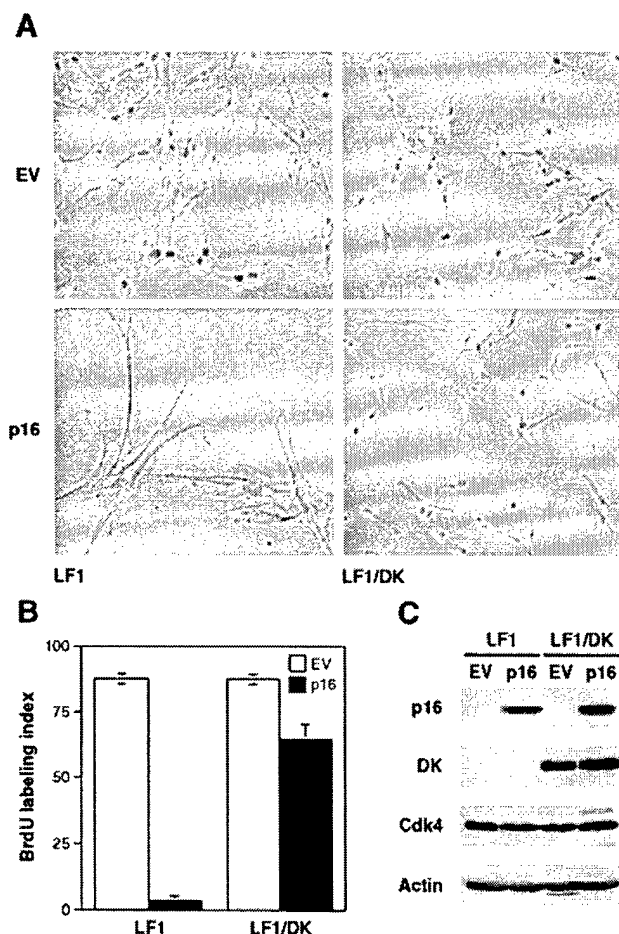 A
EV
p16
LF1 LF1/DK
B
100
75
50
25
0
BrdU labeling index
EV
p16
LF1 LF1/DK
C
LF1 LF1/DK
EV p16 EV p16
p16
DK
Cdk4
Actin